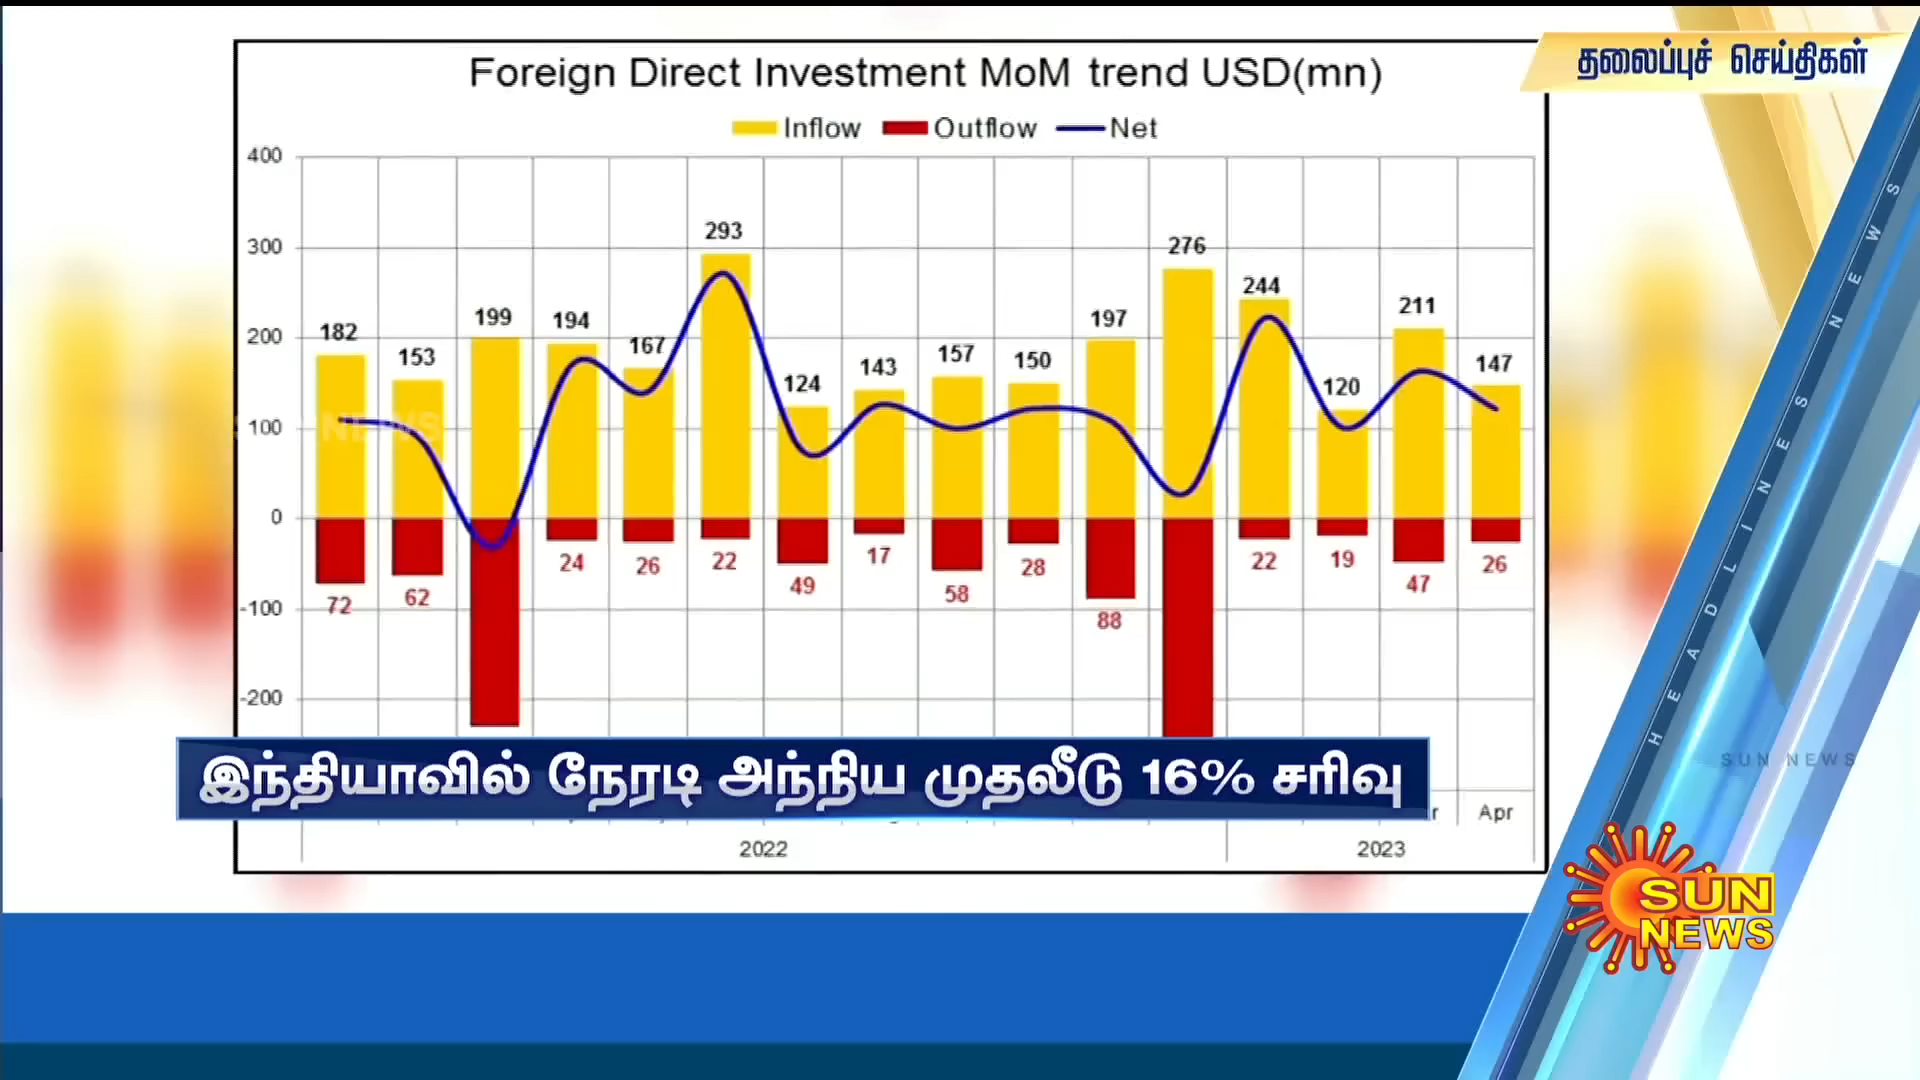 Foreign Direct Investment MoM trend USD(mn)
தலைப்புச் செய்திகள்
Inflow Outflow Net
400
300
200
100
0
-100
-200
182 153 199 194 167 293 124 143 157 150 197 276 244 120 211 147
72 62 24 26 22 49 17 58 28 88 22 19 47 26
NEWS
இந்தியாவில் நேரடி அந்நிய முதலீடு 16% சரிவு
Apr
2022 2023
HEADLINES NEWS
SUN NEWS
SUN
NEWS